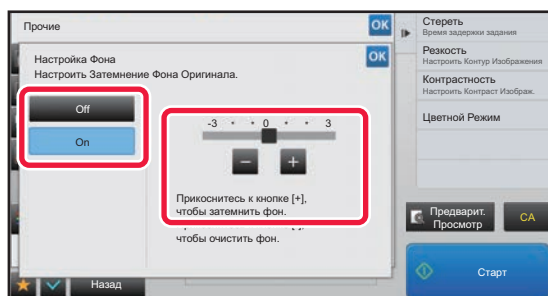 Прочие
OK
Настройка Фона
Настроить Затемнение Фона Оригинала.
OK
Off
On
-3 0 3
- +
Прикоснитесь к кнопке [+],
чтобы затемнить фон.
чтобы очистить фон.
Назад
Стереть
Время задержки задания
Резкость
Настроить Контур Изображения
Контрастность
Настроить Контраст Изображ.
Цветной Режим
Предварит.
Просмотр
CA
Старт